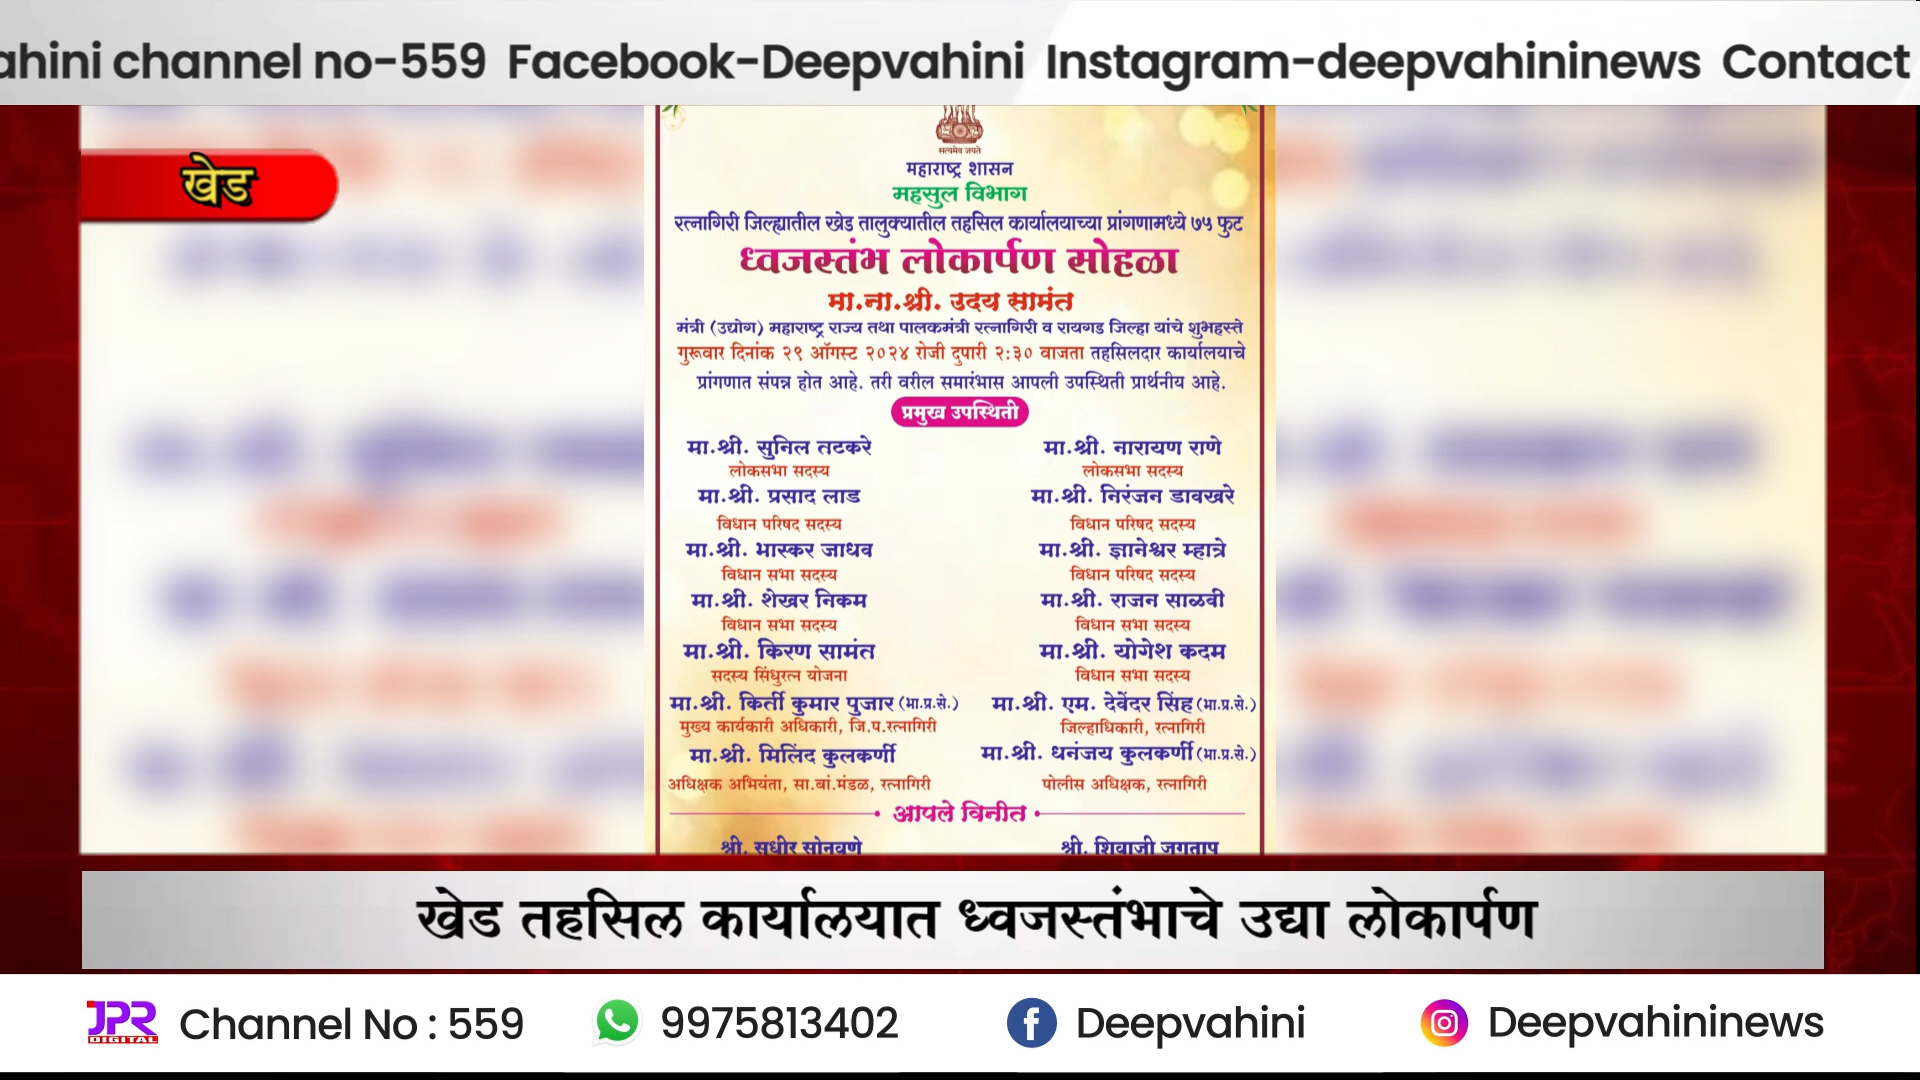 ahini channel no-559 Facebook-Deepvahini Instagram-deepvahininews Contact
खेड
सत्यमेव जयते
महाराष्ट्र शासन
महसुल विभाग
रत्नागिरी जिल्ह्यातील खेड तालुक्यातील तहसिल कार्यालयाच्या प्रांगणामध्ये ७५ फुट
ध्वजस्तंभ लोकार्पण सोहळा
मा.ना.श्री. उदय सामंत
मंत्री (उद्योग) महाराष्ट्र राज्य तथा पालकमंत्री रत्नागिरी व रायगड जिल्हा यांचे शुभहस्ते
गुरूवार दिनांक २९ ऑगस्ट २०२४ रोजी दुपारी २:३० वाजता तहसिलदार कार्यालयाचे
प्रांगणात संपन्न होत आहे. तरी वरील समारंभास आपली उपस्थिती प्रार्थनीय आहे.
प्रमुख उपस्थिती
मा.श्री. सुनिल तटकरे
लोकसभा सदस्य
मा.श्री. नारायण राणे
लोकसभा सदस्य
मा.श्री. प्रसाद लाड
विधान परिषद सदस्य
मा.श्री. निरंजन डावखरे
विधान परिषद सदस्य
मा.श्री. भास्कर जाधव
विधान सभा सदस्य
मा.श्री. ज्ञानेश्वर म्हात्रे
विधान परिषद सदस्य
मा.श्री. शेखर निकम
विधान सभा सदस्य
मा.श्री. राजन साळवी
विधान सभा सदस्य
मा.श्री. किरण सामंत
सदस्य सिंधुरत्न योजना
मा.श्री. योगेश कदम
विधान सभा सदस्य
मा.श्री. किर्ती कुमार पुजार (भा.प्र.से.)
मुख्य कार्यकारी अधिकारी, जि.प.रत्नागिरी
मा.श्री. एम. देवेंदर सिंह (भा.प्र.से.)
जिल्हाधिकारी, रत्नागिरी
मा.श्री. मिलिंद कुलकर्णी
अधिक्षक अभियंता, सा.बां.मंडळ, रत्नागिरी
मा.श्री. धनंजय कुलकर्णी (भा.प्र.से.)
पोलीस अधिक्षक, रत्नागिरी
आपले विनीत
श्री. सुधीर सोनवणे
श्री. शिवाजी जगताप
खेड तहसिल कार्यालयात ध्वजस्तंभाचे उद्या लोकार्पण
JPR DIGITAL Channel No : 559 9975813402 Deepvahini Deepvahininews